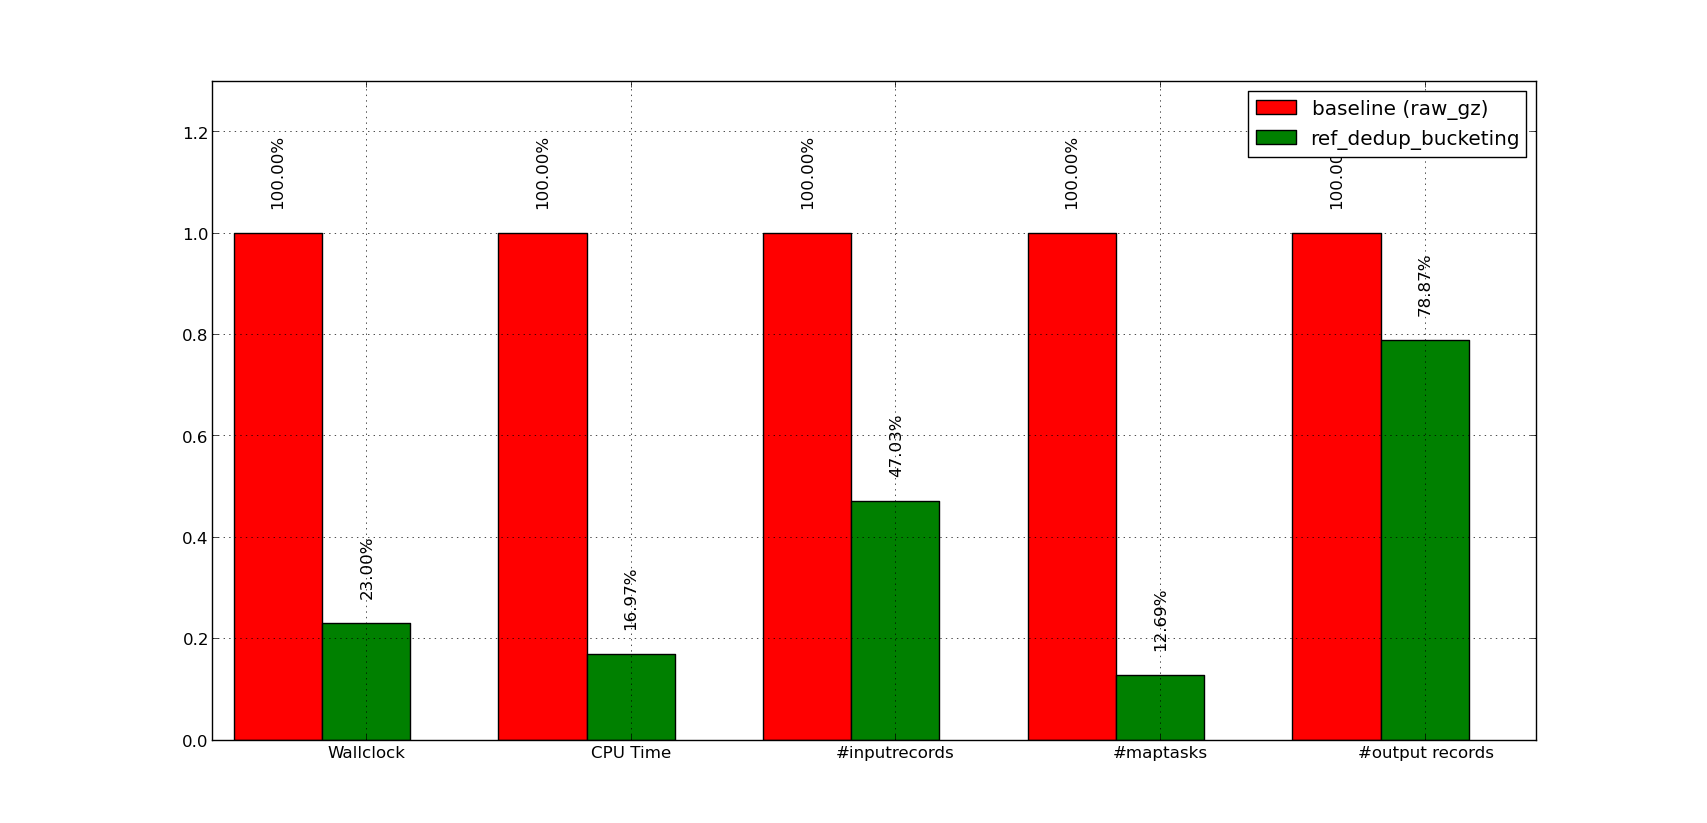 baseline (raw_gz)
ref_dedup_bucketing
1.2
1.0
0.8
0.6
0.4
0.2
0.0
100.00%
23.00%
100.00%
16.97%
100.00%
47.03%
100.00%
12.69%
100.00
78.87%
Wallclock
CPU Time
#inputrecords
#maptasks
#output records